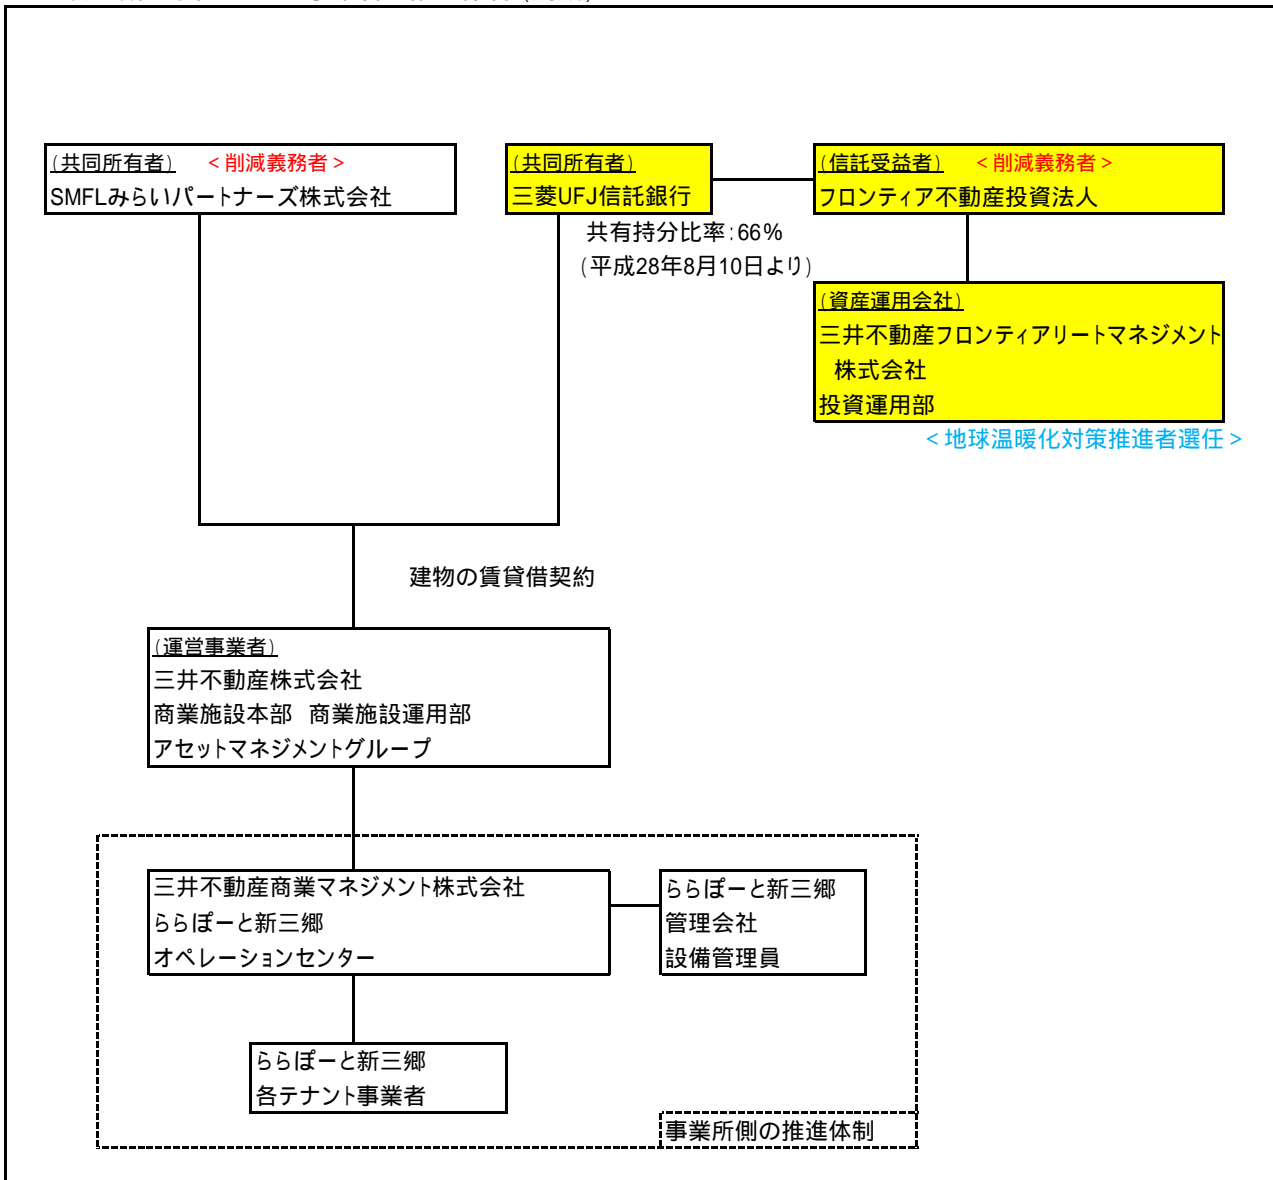 (共同所有者) <削減義務者>
SMFLみらいパートナーズ株式会社
(共同所有者)
三菱UFJ信託銀行
(信託受益者) <削減義務者>
フロンティア不動産投資法人
共有持分比率:66%
(平成28年8月10日より)
(資産運用会社)
三井不動産フロンティアリートマネジメント
株式会社
投資運用部
<地球温暖化対策推進者選任>
建物の賃貸借契約
(運営事業者)
三井不動産株式会社
商業施設本部 商業施設運用部
アセットマネジメントグループ
三井不動産商業マネジメント株式会社
ららぽーと新三郷
オペレーションセンター
ららぽーと新三郷
管理会社
設備管理員
ららぽーと新三郷
各テナント事業者
事業所側の推進体制